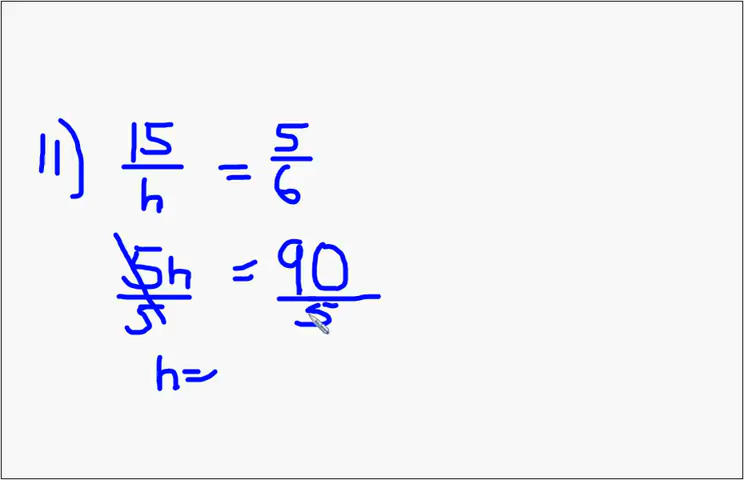 11) 15/h = 5/6
5h/5 = 90/5
h=